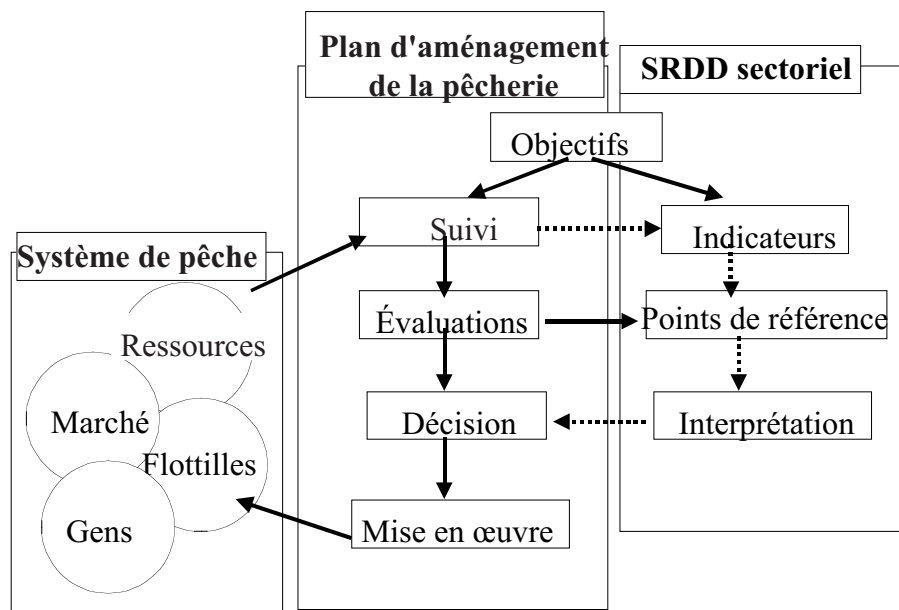 Plan d'aménagement
de la pêcherie
SRDD sectoriel
Objectifs
Suivi
Indicateurs
Système de pêche
Ressources
Évaluations
Points de référence
Marché
Décision
Interprétation
Flottilles
Gens
Mise en œuvre